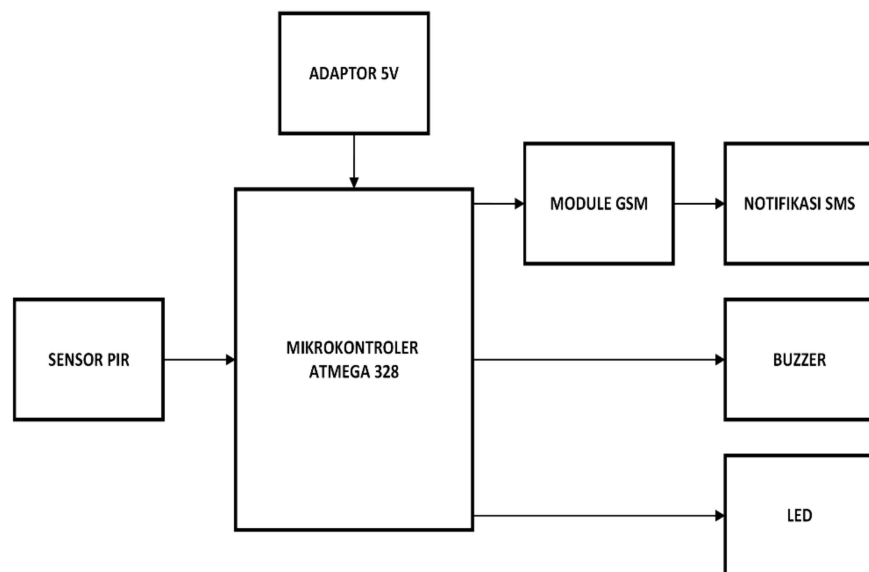 ADAPTOR 5V
MODULE GSM
NOTIFIKASI SMS
SENSOR PIR
MIKROKONTROLER
ATMEGA 328
BUZZER
LED